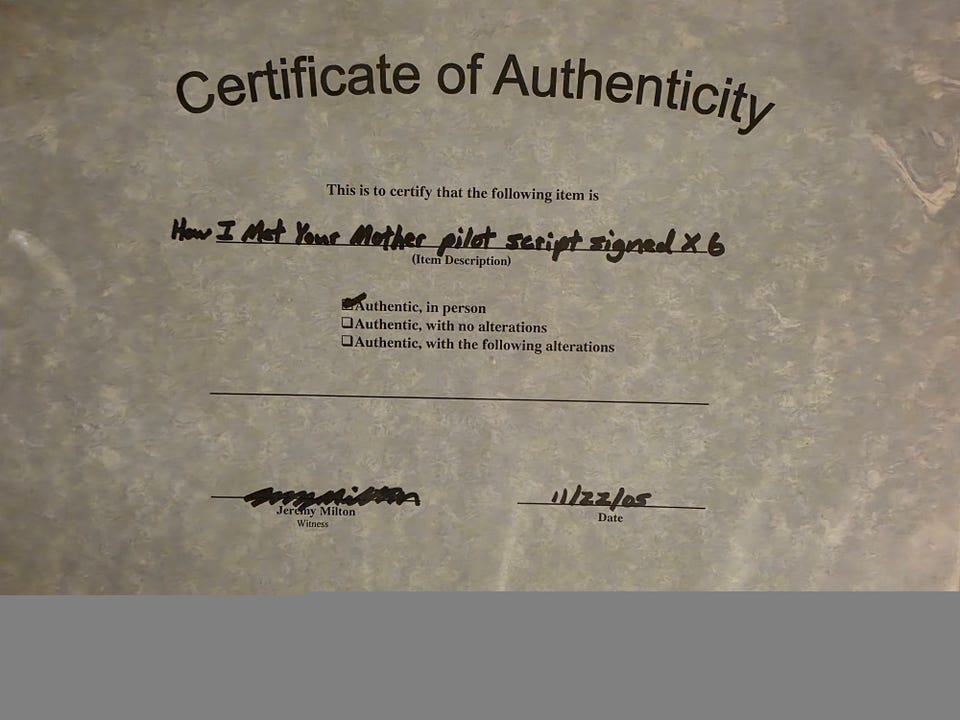 Certificate of Authenticity
This is to certify that the following item is
How I Met Your Mother pilot script signed X 6
(Item Description)
Authentic, in person
❑Authentic, with no alterations
❑Authentic, with the following alterations
Jeremy Milton 11/22/05
Jeremy Milton Date
Witness